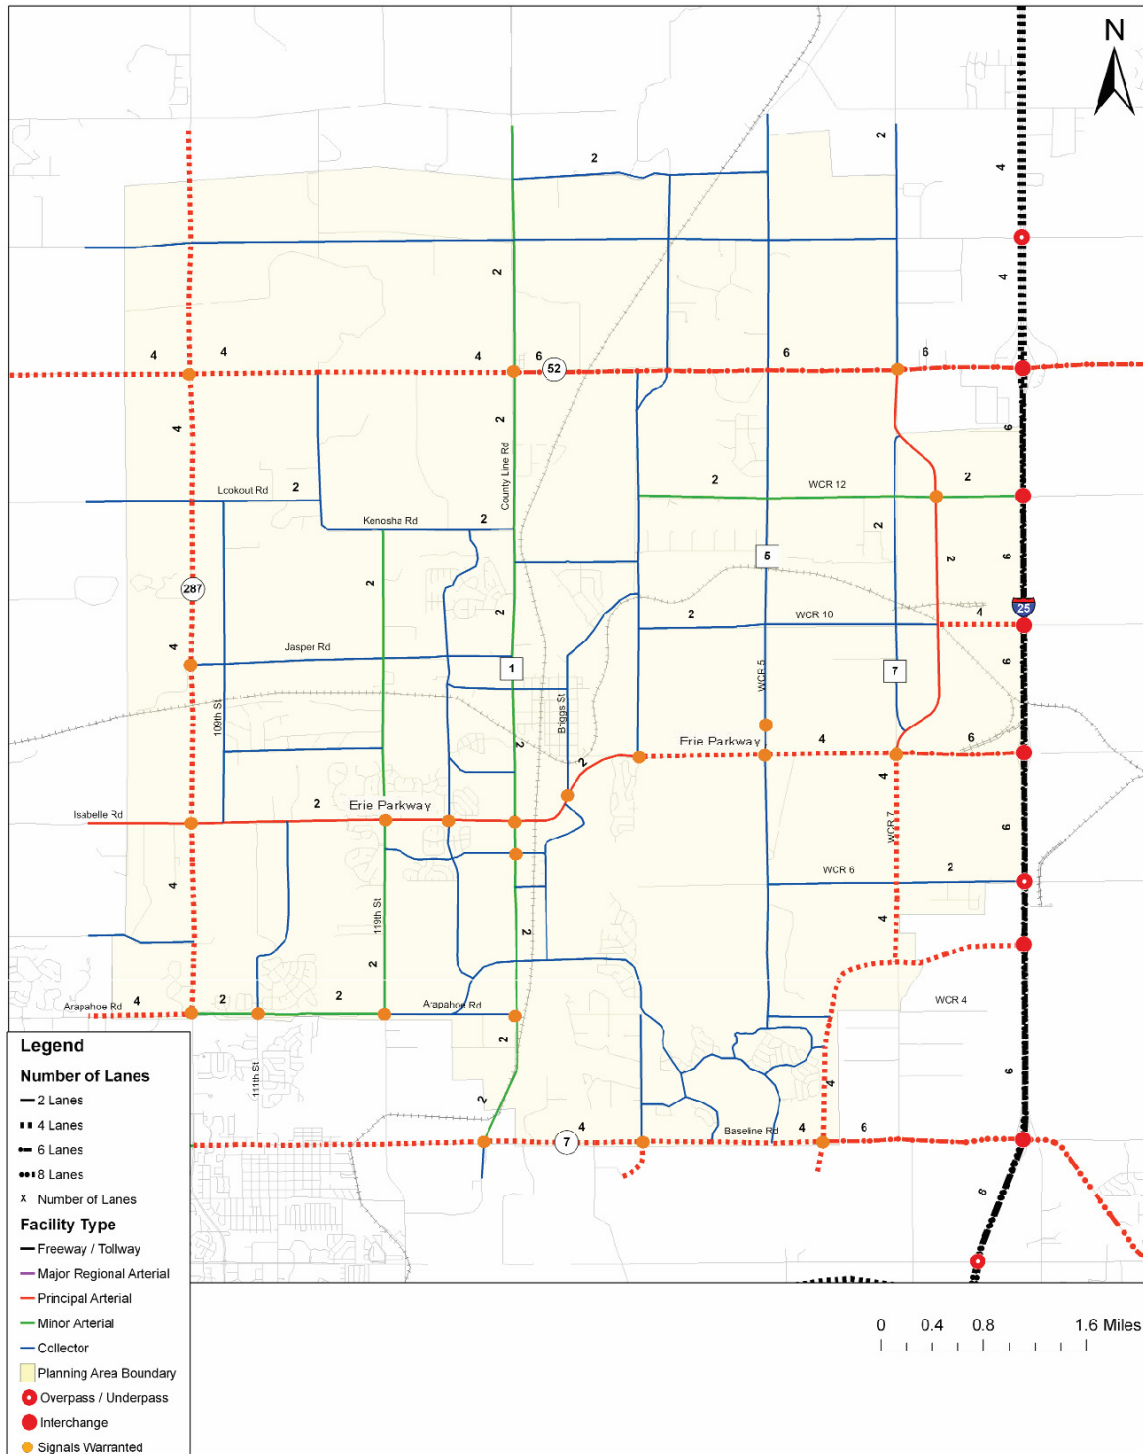 N
2
2
4
2
4
4
4
4
6
52
6
6
4
2
6
County Line Rd
Lookout Rd
2
2
WCR 12
2
Kenosha Rd
2
2
5
2
2
6
287
2
2
WCR 10
4
25
4
Jasper Rd
1
WCR 5
7
6
109th St
Briggs St
2
2
Erie Parkway
4
6
4
Isabelle Rd
2
Erie Parkway
WCR 7
6
4
WCR 6
2
119th St
2
4
2
Arapahoe Rd
4
2
2
Arapahoe Rd
WCR 4
2
111th St
2
4
7
Baseline Rd
4
4
6
6
8
Legend
Number of Lanes
2 Lanes
4 Lanes
6 Lanes
8 Lanes
x Number of Lanes
Facility Type
Freeway / Tollway
Major Regional Arterial
Principal Arterial
Minor Arterial
Collector
Planning Area Boundary
Overpass / Underpass
Interchange
Signals Warranted
0 0.4 0.8 1.6 Miles